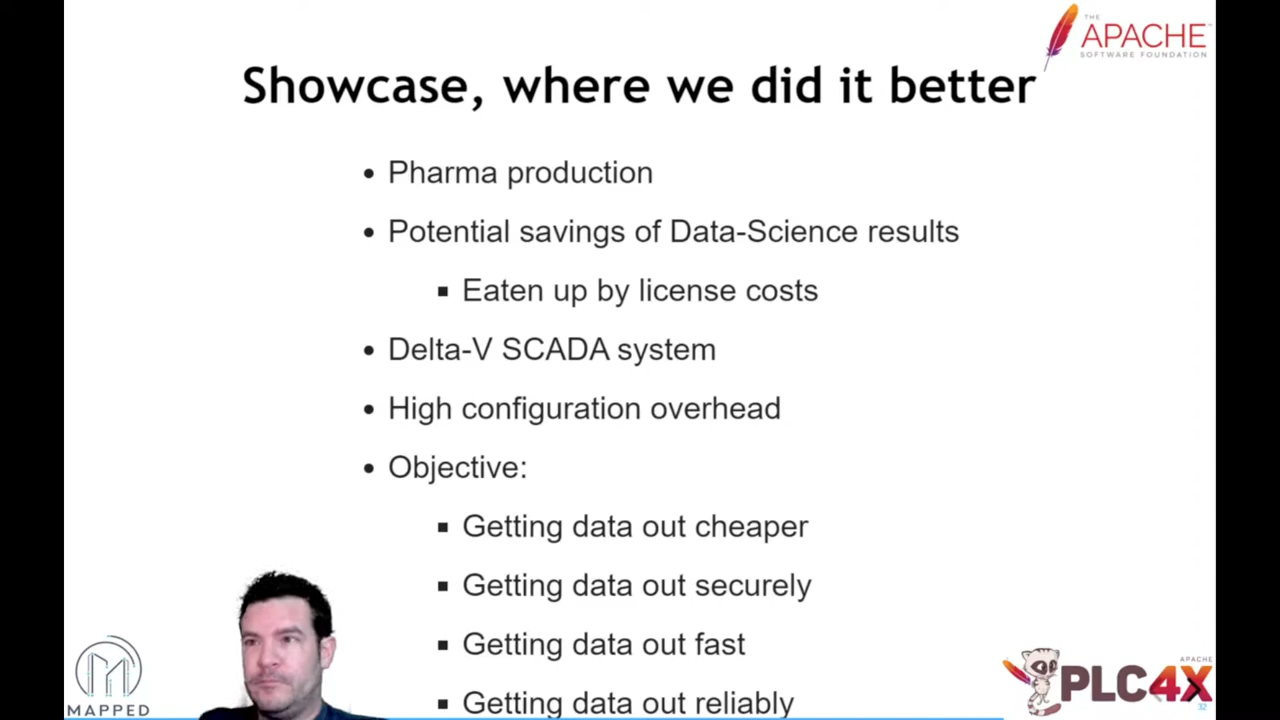 THE
APACHE
SOFTWARE FOUNDATION
Showcase, where we did it better
• Pharma production
• Potential savings of Data-Science results
▪ Eaten up by license costs
• Delta-V SCADA system
• High configuration overhead
• Objective:
▪ Getting data out cheaper
▪ Getting data out securely
▪ Getting data out fast
▪ Getting data out reliably
MAPPED
APACHE
PLC4X
32